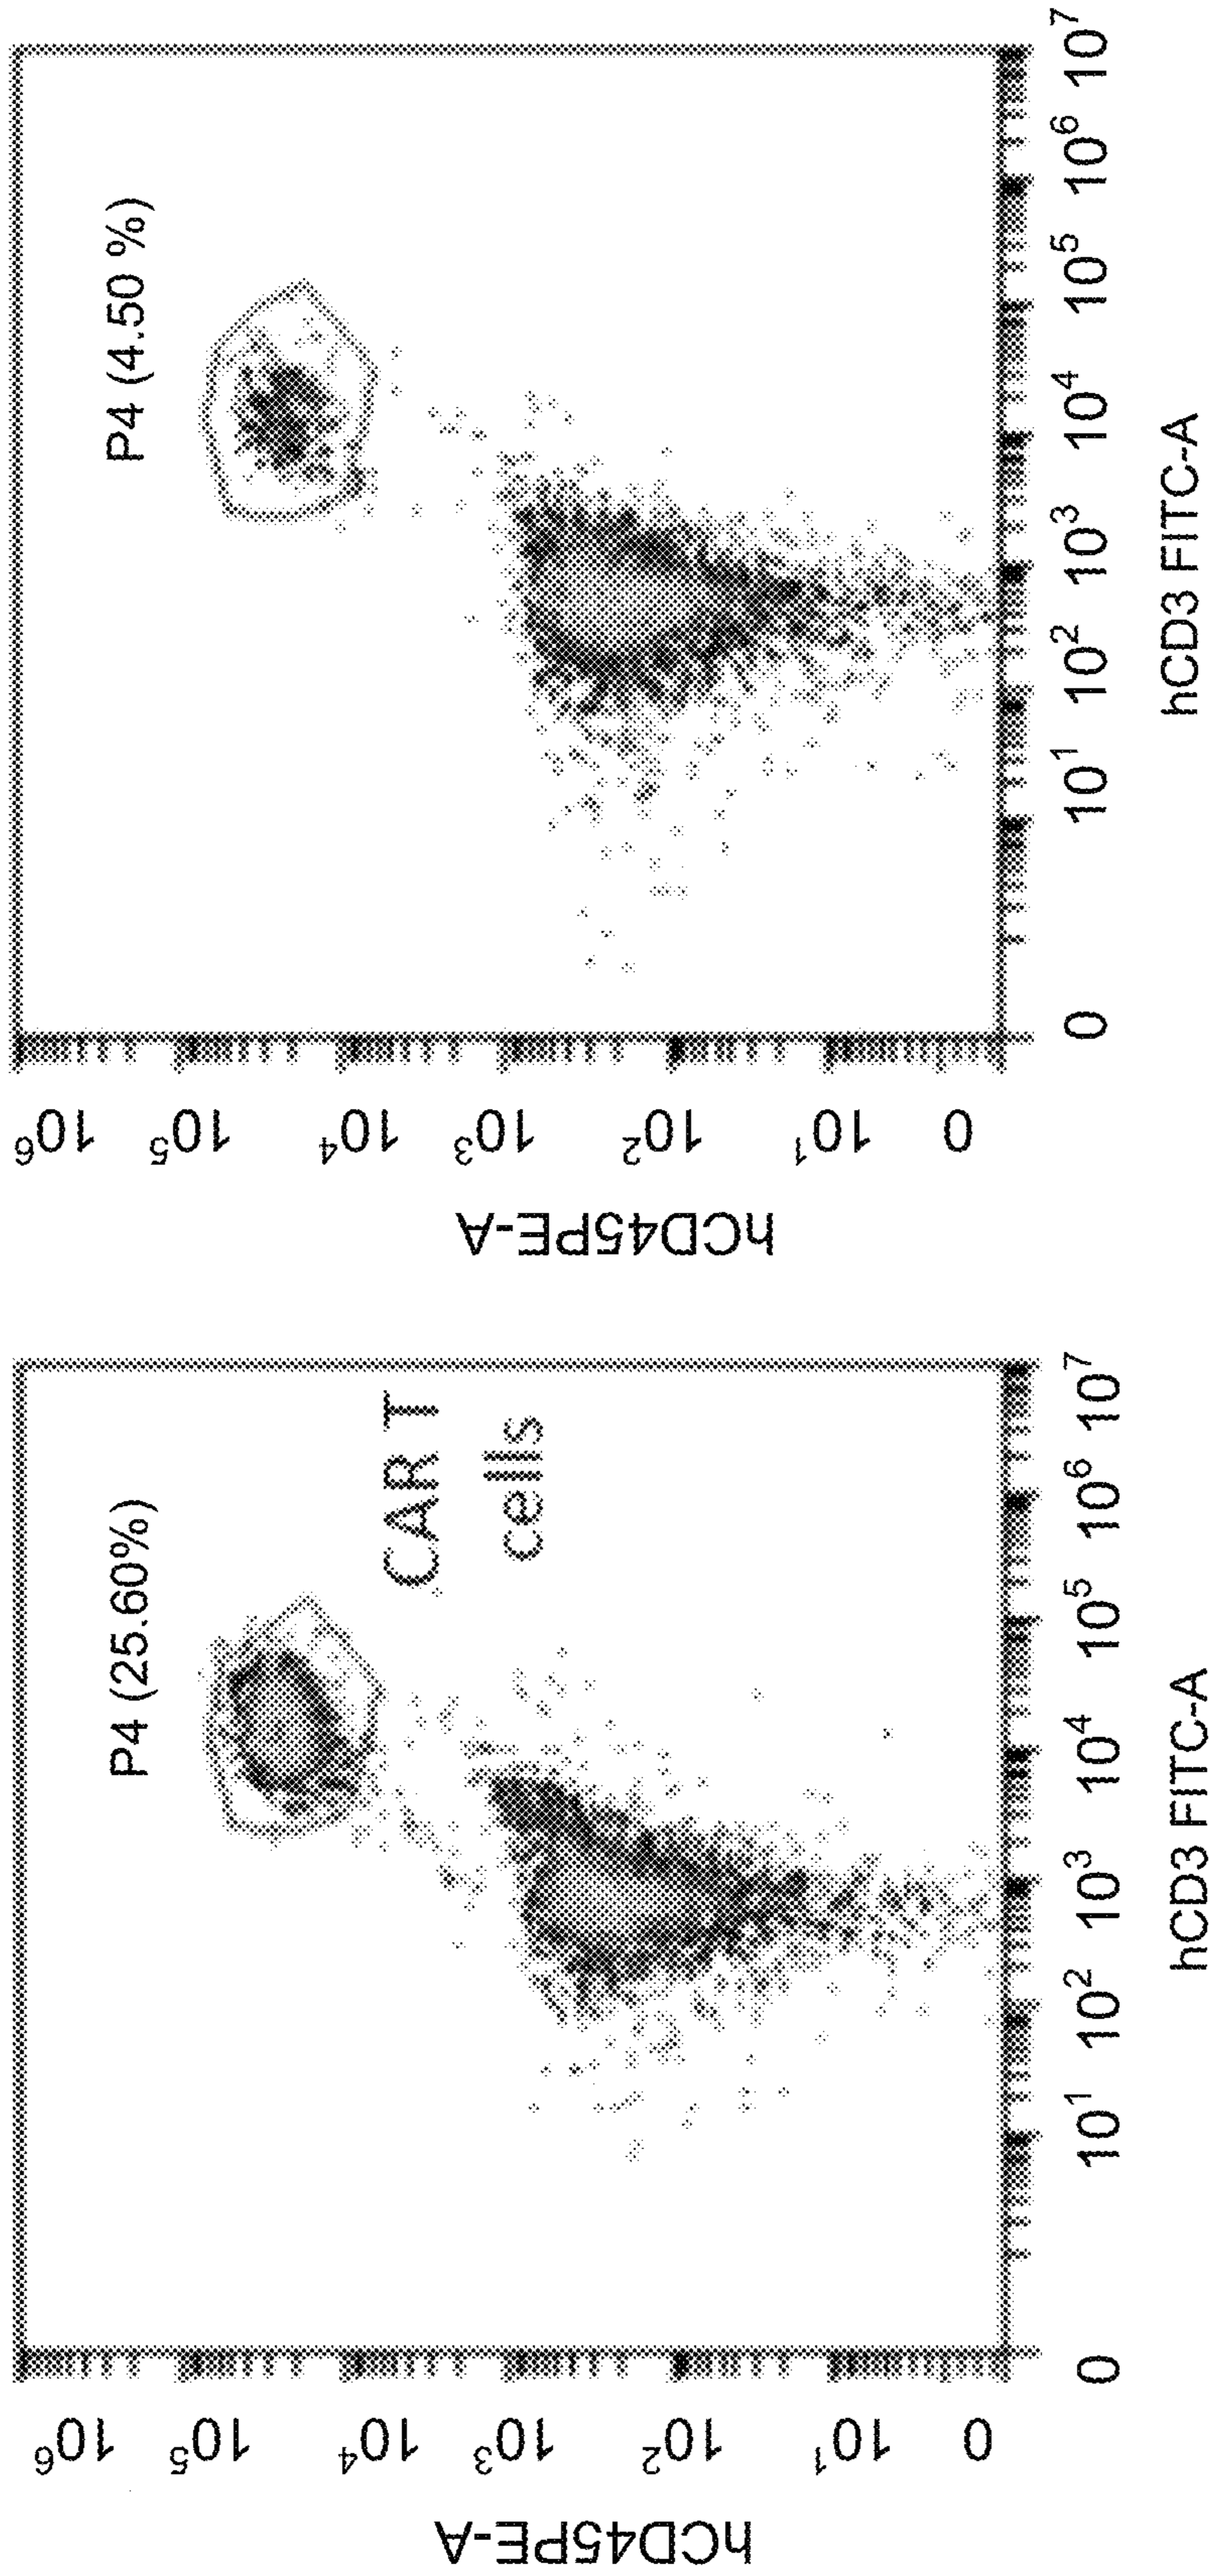 P4 (25.60%)
CAR T
cells
hCD45PE-A
10⁶
10⁵
10⁴
10³
10²
10¹
0
0 10¹ 10² 10³ 10⁴ 10⁵ 10⁶ 10⁷
hCD3 FITC-A
P4 (4.50 %)
hCD45PE-A
10⁶
10⁵
10⁴
10³
10²
10¹
0
0 10¹ 10² 10³ 10⁴ 10⁵ 10⁶ 10⁷
hCD3 FITC-A